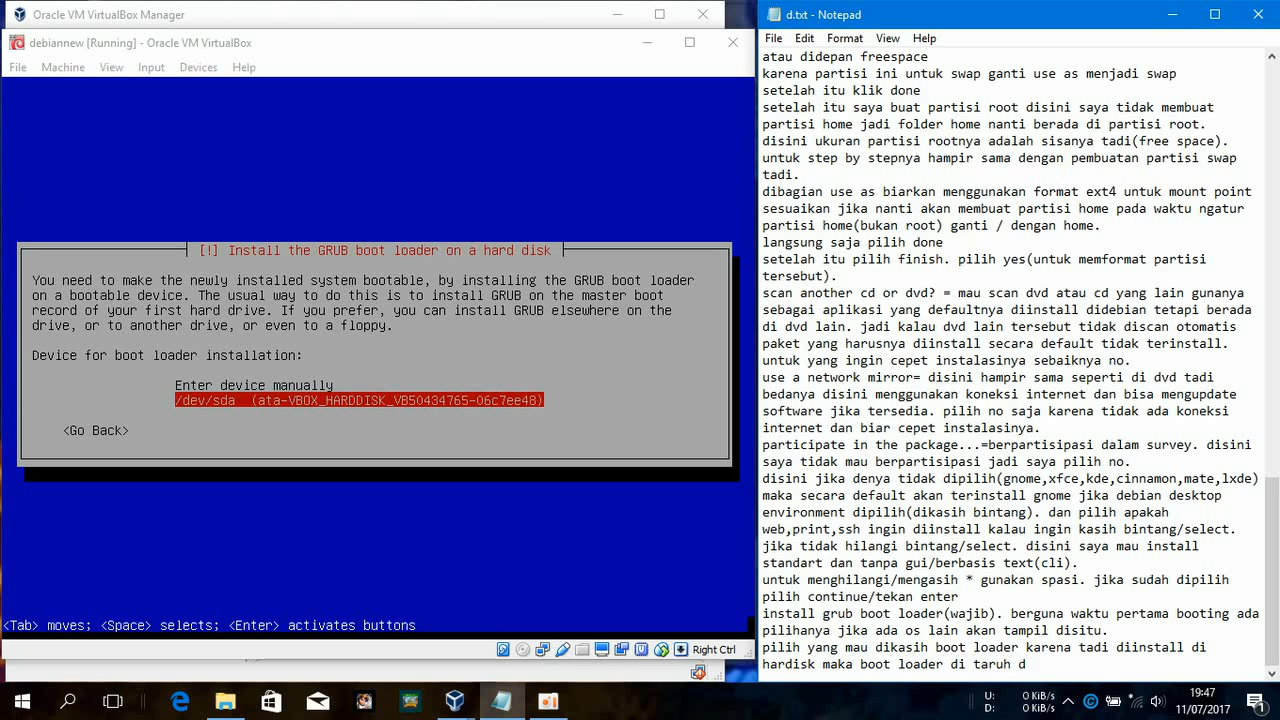 Oracle VM VirtualBox Manager
debiannew [Running] - Oracle VM VirtualBox
File Machine View Input Devices Help
[!] Install the GRUB boot loader on a hard disk
You need to make the newly installed system bootable, by installing the GRUB boot loader
on a bootable device. The usual way to do this is to install GRUB on the master boot
record of your first hard drive. If you prefer, you can install GRUB elsewhere on the
drive, or to another drive, or even to a floppy.
Device for boot loader installation:
Enter device manually
/dev/sda (ata-VBOX_HARDDISK_VB50434765-06c7ee48)
<Go Back>
<Tab> moves; <Space> selects; <Enter> activates buttons
Right Ctrl
d.txt - Notepad
File Edit Format View Help
atau didepan freespace
karena partisi ini untuk swap ganti use as menjadi swap
setelah itu klik done
setelah itu saya buat partisi root disini saya tidak membuat
partisi home jadi folder home nanti berada di partisi root.
disini ukuran partisi rootnya adalah sisanya tadi(free space).
untuk step by stepnya hampir sama dengan pembuatan partisi swap
tadi.
dibagian use as biarkan menggunakan format ext4 untuk mount point
sesuaikan jika nanti akan membuat partisi home pada waktu ngatur
partisi home(bukan root) ganti / dengan home.
langsung saja pilih done
setelah itu pilih finish. pilih yes(untuk memformat partisi
tersebut).
scan another cd or dvd? = mau scan dvd atau cd yang lain gunanya
sebagai aplikasi yang defaultnya diinstall didebian tetapi berada
di dvd lain. jadi kalau dvd lain tersebut tidak discan otomatis
paket yang harusnya diinstall secara default tidak terinstall.
untuk yang ingin cepet instalasinya sebaiknya no.
use a network mirror= disini hampir sama seperti di dvd tadi
bedanya disini menggunakan koneksi internet dan bisa mengupdate
software jika tersedia. pilih no saja karena tidak ada koneksi
internet dan biar cepet instalasinya.
participate in the package...=berpartisipasi dalam survey. disini
saya tidak mau berpartisipasi jadi saya pilih no.
disini jika denya tidak dipilih(gnome,xfce,kde,cinnamon,mate,lxde)
maka secara default akan terinstall gnome jika debian desktop
environment dipilih(dikasih bintang). dan pilih apakah
web,print,ssh ingin diinstall kalau ingin kasih bintang/select.
jika tidak hilangi bintang/select. disini saya mau install
standart dan tanpa gui/berbasis text(cli).
untuk menghilangi/mengasih * gunakan spasi. jika sudah dipilih
pilih continue/tekan enter
install grub boot loader(wajib). berguna waktu pertama booting ada
pilihanya jika ada os lain akan tampil disitu.
pilih yang mau dikasih boot loader karena tadi diinstall di
hardisk maka boot loader di taruh d
U: 0 KiB/s
D: 0 KiB/s
19:47
11/07/2017
1